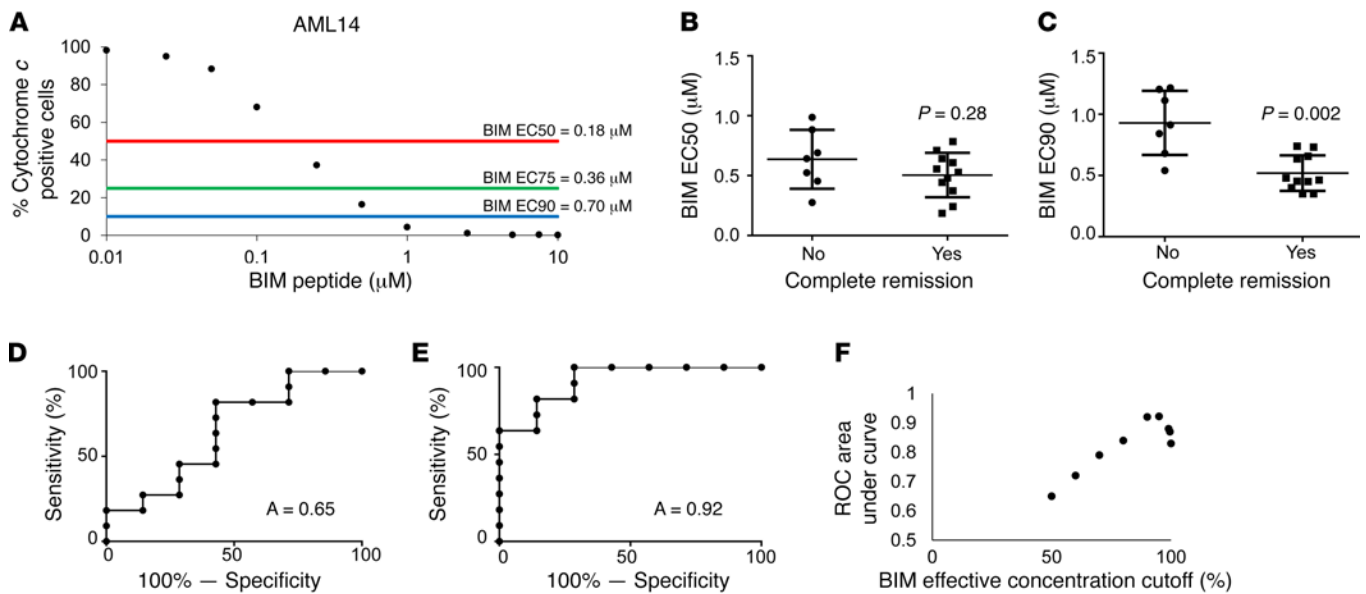 A
AML14
% Cytochrome c
positive cells
100
80
60
40
20
0
BIM EC50 = 0.18 μM
BIM EC75 = 0.36 μM
BIM EC90 = 0.70 μM
0.01
0.1
1
10
BIM peptide (μM)
B
BIM EC50 (μM)
1.5
1.0
0.5
0.0
P = 0.28
No
Yes
Complete remission
C
BIM EC90 (μM)
1.5
1.0
0.5
0.0
P = 0.002
No
Yes
Complete remission
D
Sensitivity (%)
100
50
0
A = 0.65
0
50
100
100% — Specificity
E
Sensitivity (%)
100
50
0
A = 0.92
0
50
100
100% — Specificity
F
ROC area
under curve
1
0.9
0.8
0.7
0.6
0.5
0
50
100
BIM effective concentration cutoff (%)